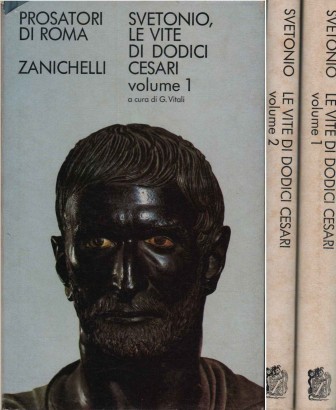 PROSATORI
DI ROMA
ZANICHELLI
SVETONIO,
LE VITE
DI DODICI
CESARI
volume 1
a cura di G. Vitali
SVETONIO LE VITE DI DODICI CESARI
volume 2
SVETONIO LE VITE DI DODICI CESARI
volume 1